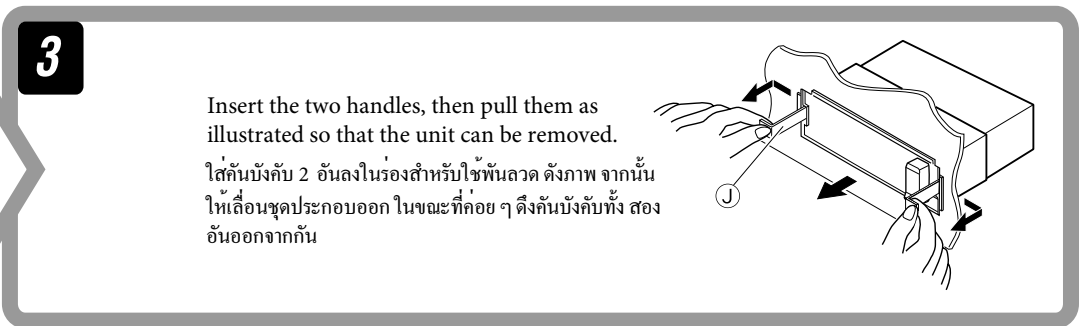 3
Insert the two handles, then pull them as
illustrated so that the unit can be removed.
ใส่คันบังคับ 2 อันลงในร่องสำหรับใช้พันลวด ดังภาพ จากนั้น
ให้เลื่อนชุดประกอบออก ในขณะที่ค่อย ๆ ดึงคันบังคับทั้ง สอง
อันออกจากกัน
J